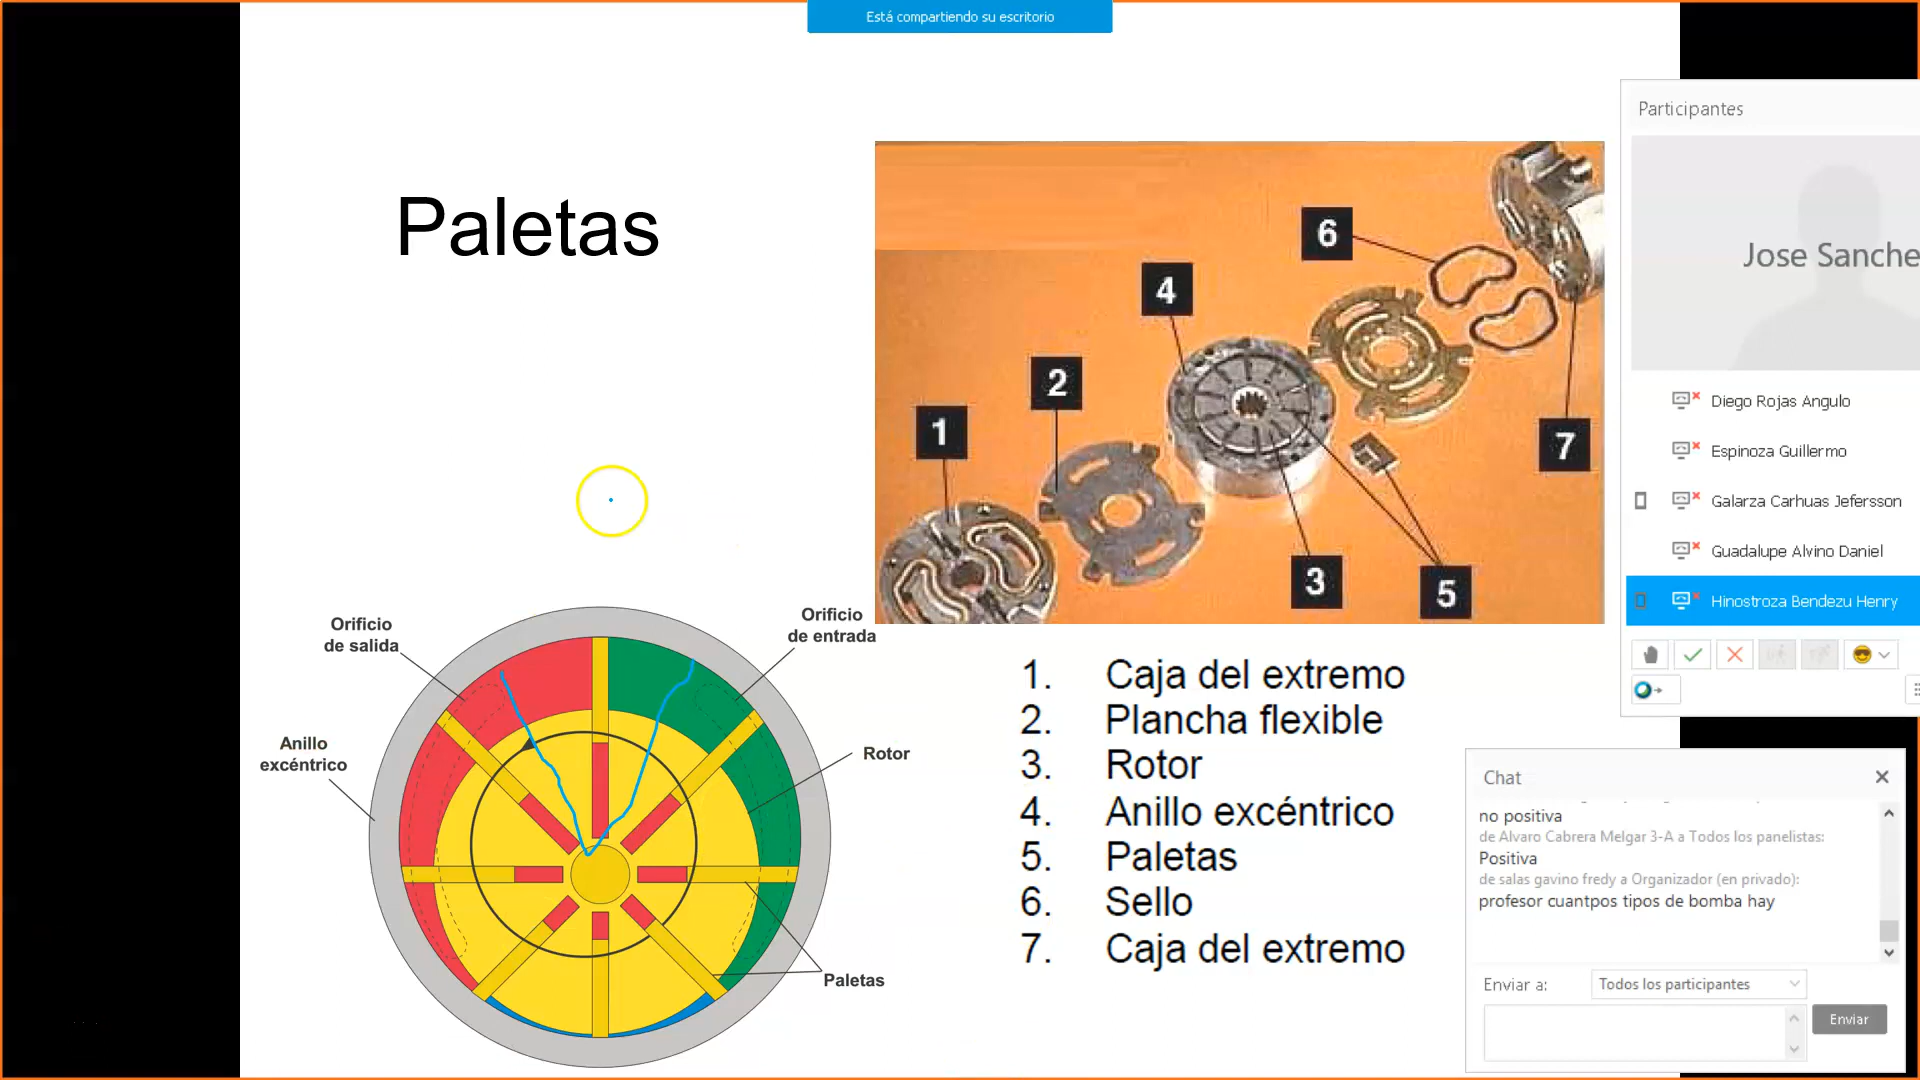 Está compartiendo su escritorio
Paletas
1
2
3
4
5
6
7
Orificio
de salida
Orificio
de entrada
Anillo
excéntrico
Rotor
Paletas
1. Caja del extremo
2. Plancha flexible
3. Rotor
4. Anillo excéntrico
5. Paletas
6. Sello
7. Caja del extremo
Participantes
Jose Sanche
Diego Rojas Angulo
Espinoza Guillermo
Galarza Carhuas Jefersson
Guadalupe Alvino Daniel
Hinostroza Bendezu Henry
Chat
no positiva
de Alvaro Cabrera Melgar 3-A a Todos los panelistas:
Positiva
de salas gavino fredy a Organizador (en privado):
profesor cuantpos tipos de bomba hay
Enviar a: Todos los participantes
Enviar